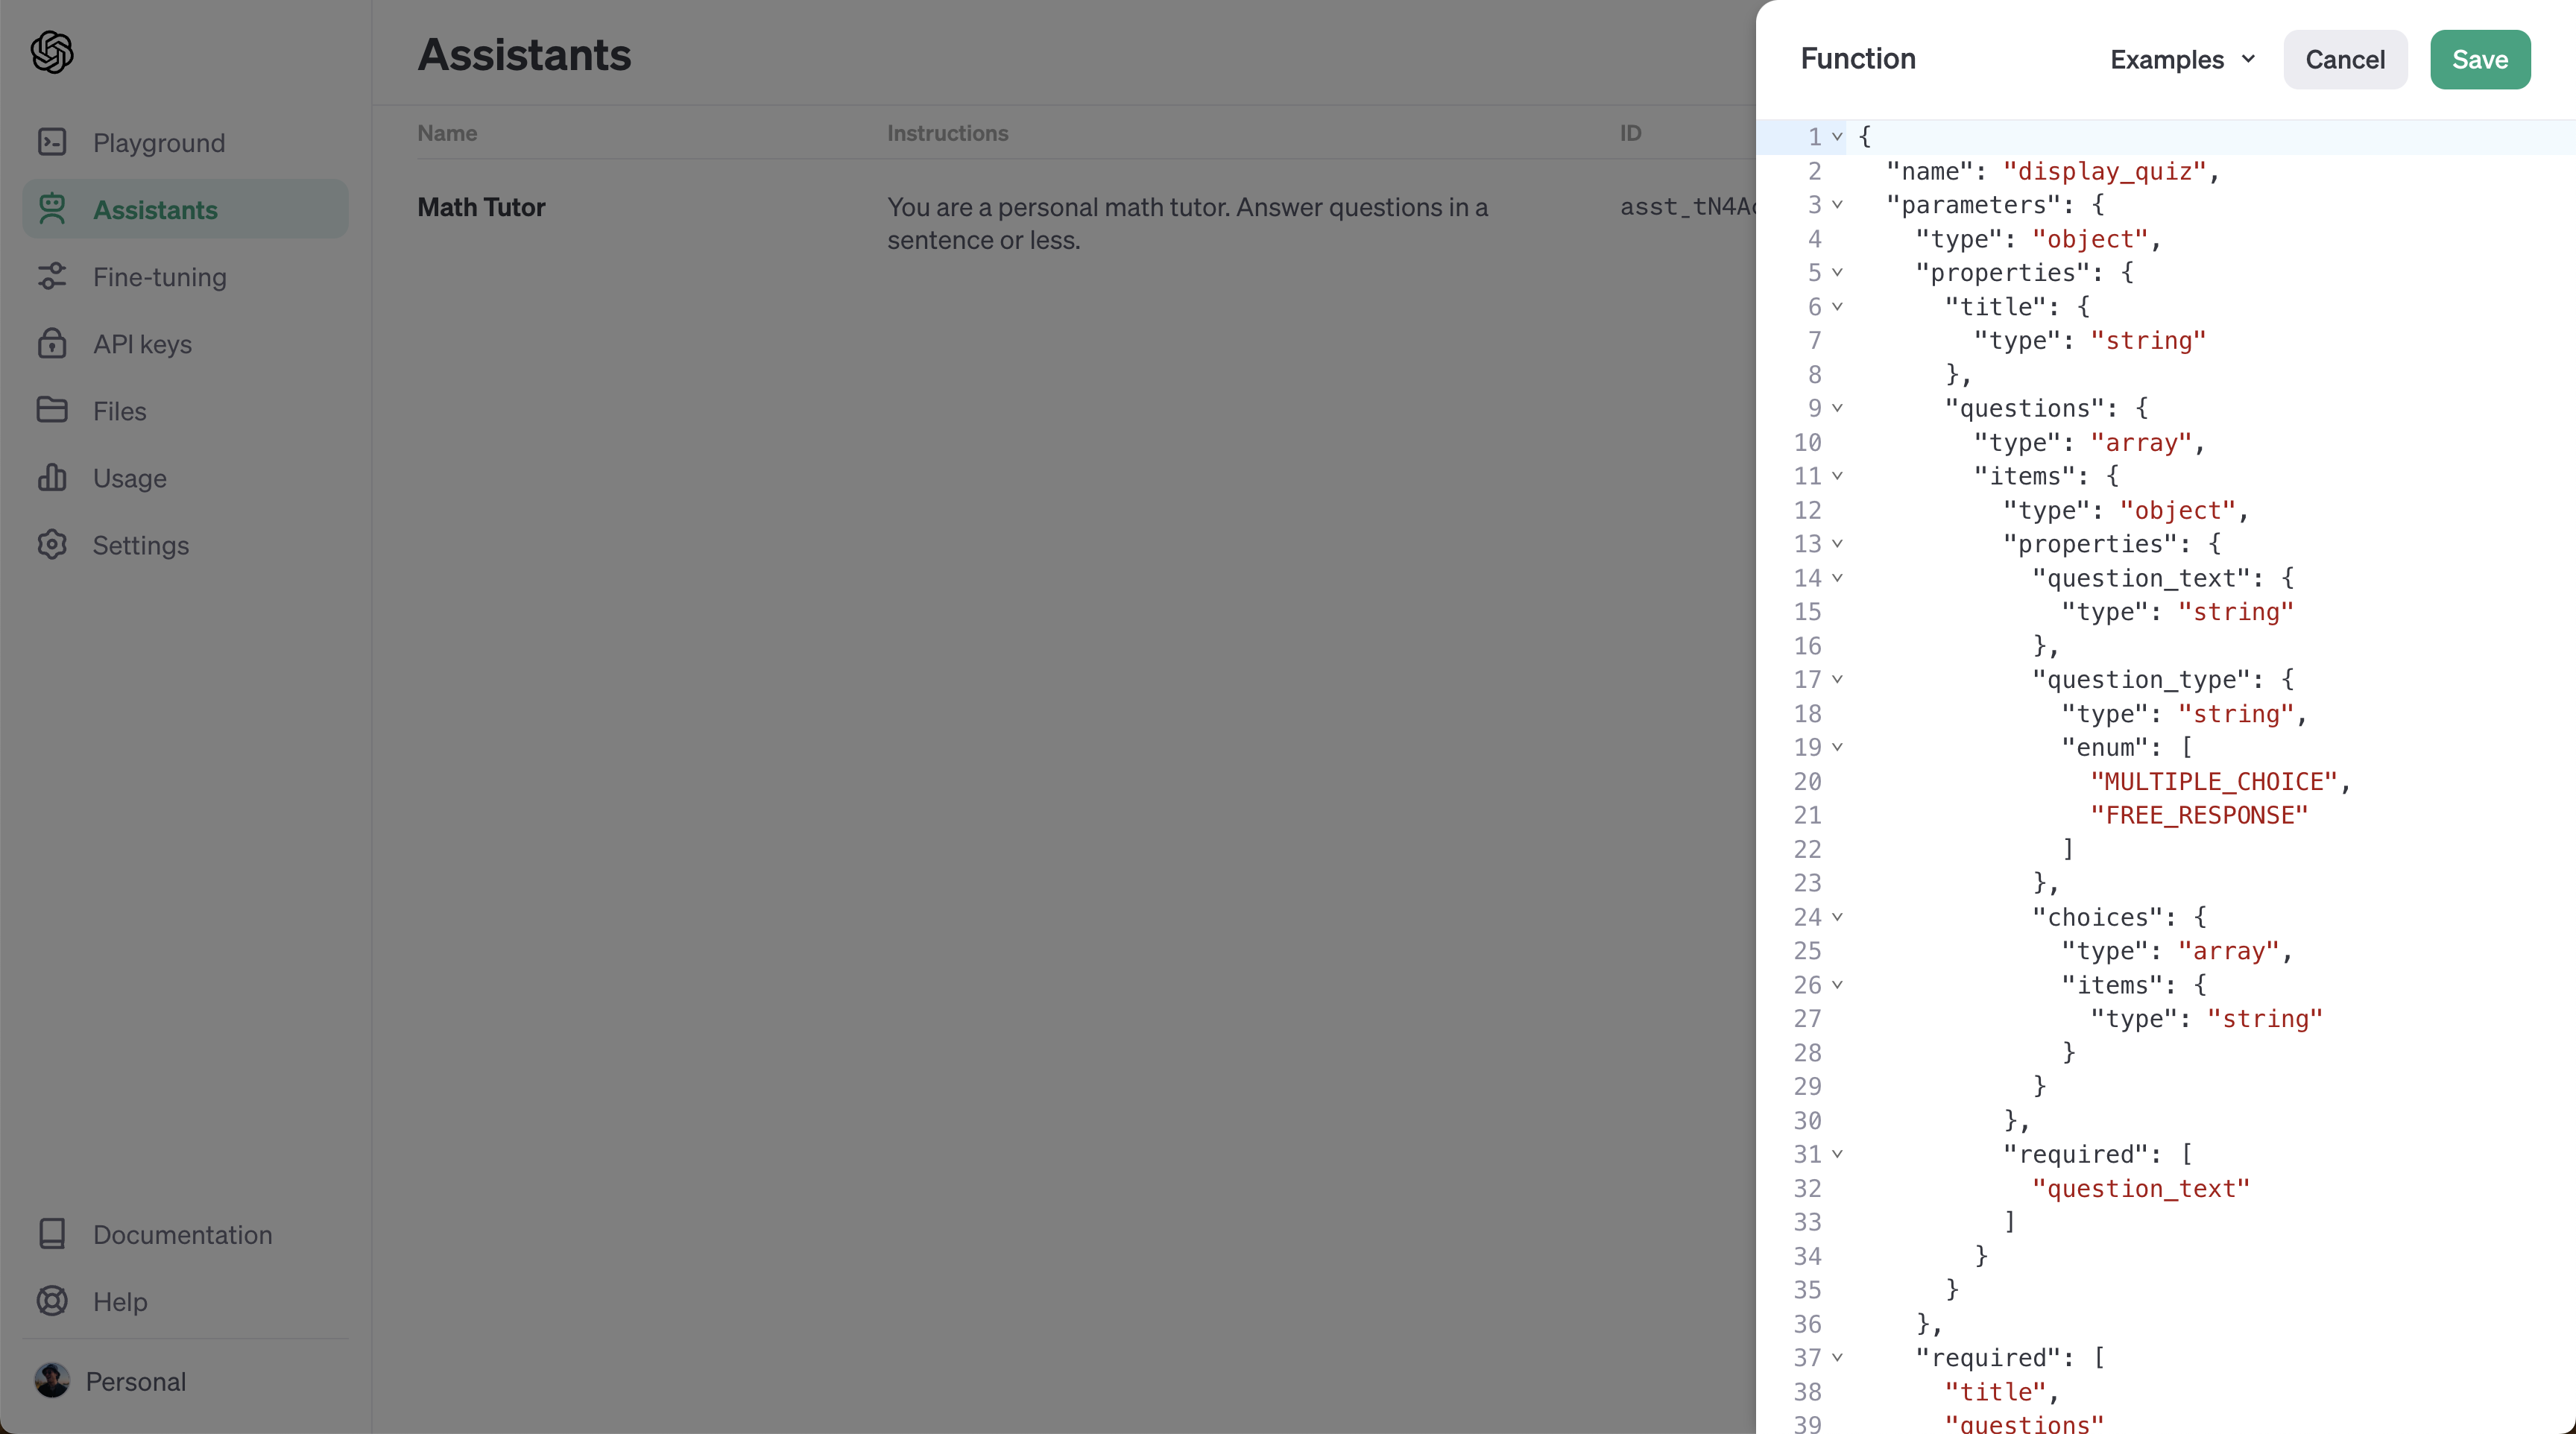 Playground
Assistants
Fine-tuning
API keys
Files
Usage
Settings
Documentation
Help
Personal
Assistants
Name Instructions ID
Math Tutor You are a personal math tutor. Answer questions in a asst_tN4A
sentence or less.
Function Examples Cancel Save
1 {
2 "name": "display_quiz",
3 "parameters": {
4 "type": "object",
5 "properties": {
6 "title": {
7 "type": "string"
8 },
9 "questions": {
10 "type": "array",
11 "items": {
12 "type": "object",
13 "properties": {
14 "question_text": {
15 "type": "string"
16 },
17 "question_type": {
18 "type": "string",
19 "enum": [
20 "MULTIPLE_CHOICE",
21 "FREE_RESPONSE"
22 ]
23 },
24 "choices": {
25 "type": "array",
26 "items": {
27 "type": "string"
28 }
29 }
30 },
31 "required": [
32 "question_text"
33 ]
34 }
35 }
36 },
37 "required": [
38 "title",
39 "questions"